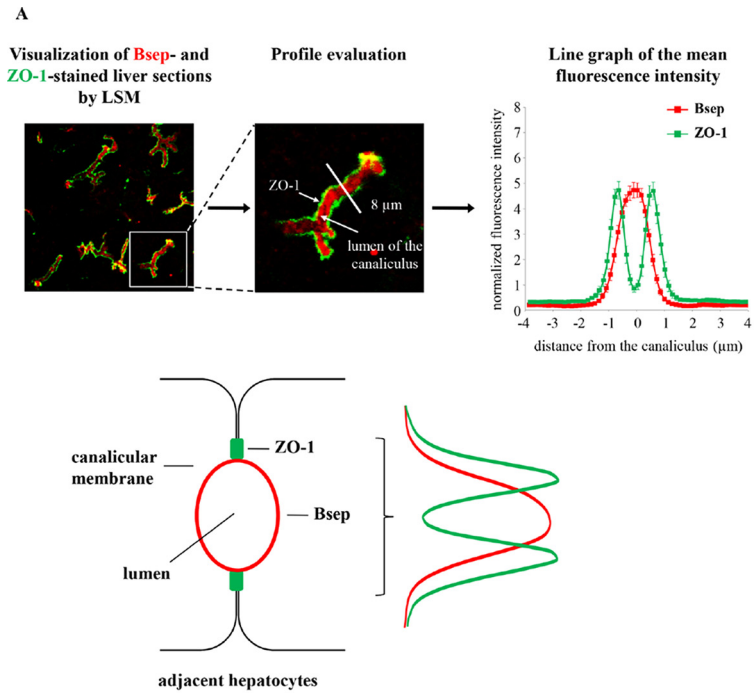 A
Visualization of Bsep- and
ZO-1-stained liver sections
by LSM
Profile evaluation
ZO-1
8 µm
lumen of the
canaliculus
Line graph of the mean
fluorescence intensity
Bsep
ZO-1
normalized fluorescence intensity
8
7
6
5
4
3
2
1
0
-4 -3 -2 -1 0 1 2 3 4
distance from the canaliculus (µm)
ZO-1
canalicular
membrane
Bsep
lumen
adjacent hepatocytes